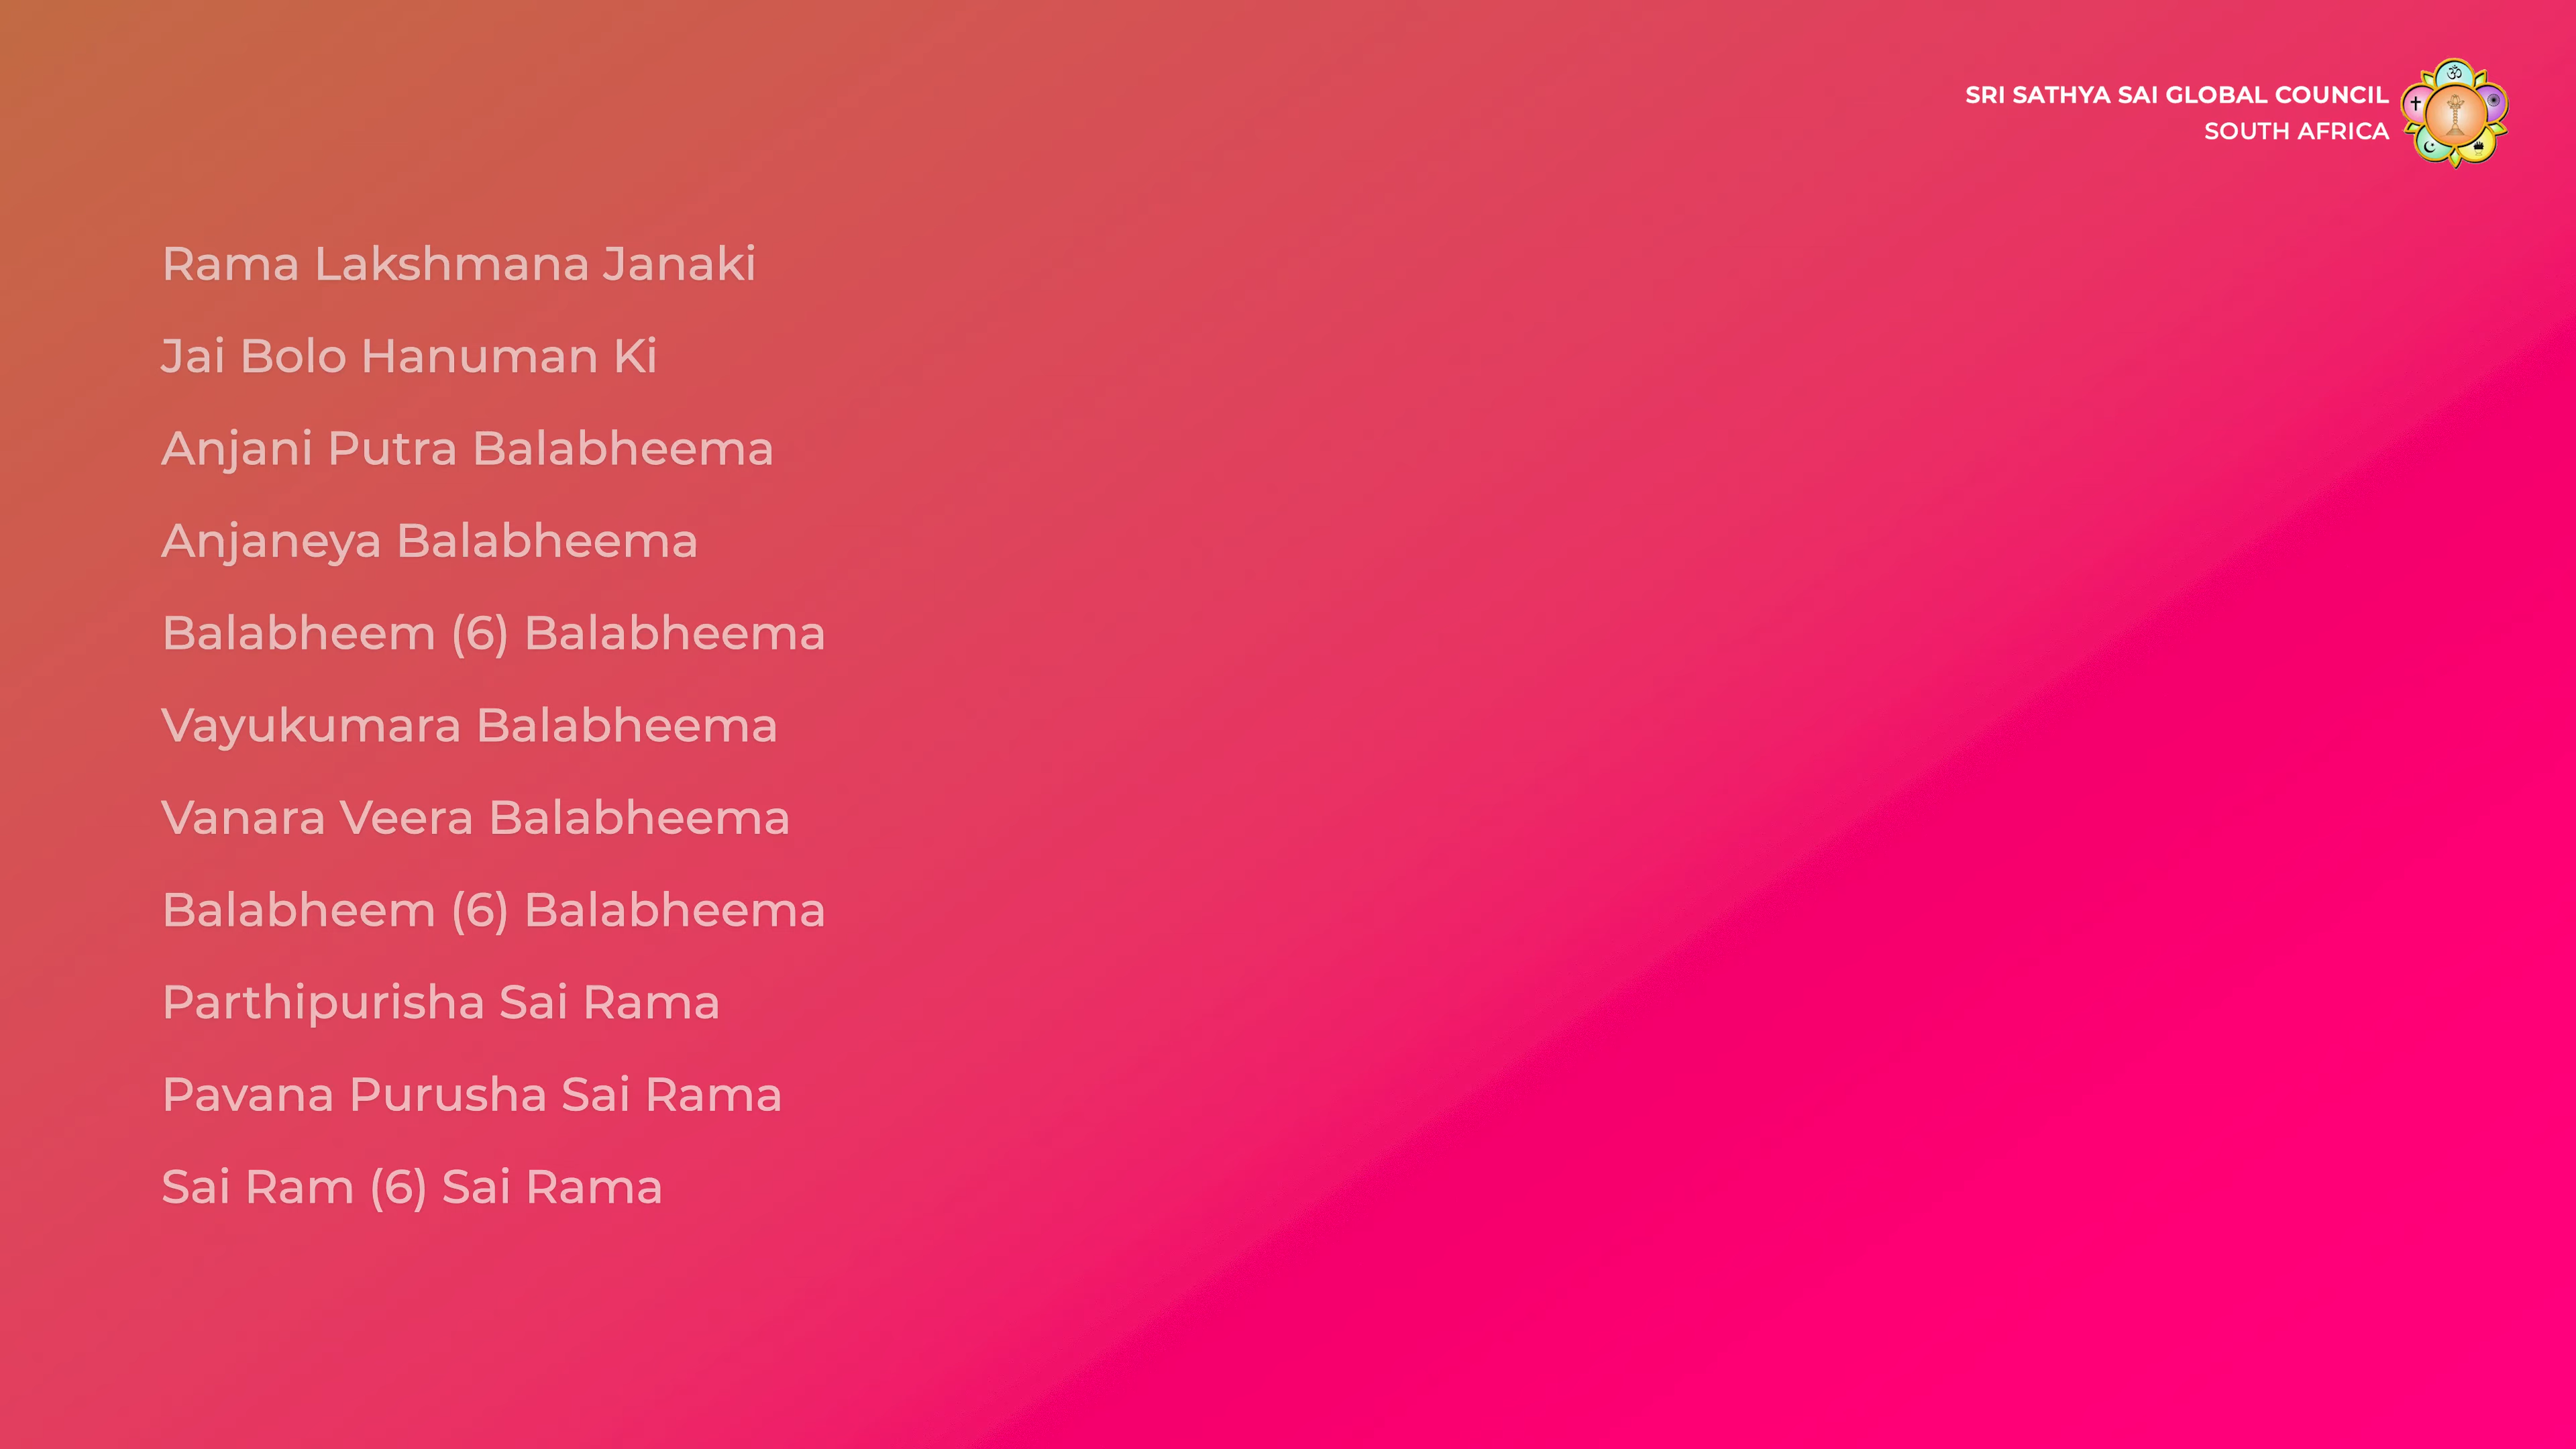 SRI SATHYA SAI GLOBAL COUNCIL
SOUTH AFRICA
Rama Lakshmana Janaki
Jai Bolo Hanuman Ki
Anjani Putra Balabheema
Anjaneya Balabheema
Balabheem (6) Balabheema
Vayukumara Balabheema
Vanara Veera Balabheema
Balabheem (6) Balabheema
Parthipurisha Sai Rama
Pavana Purusha Sai Rama
Sai Ram (6) Sai Rama